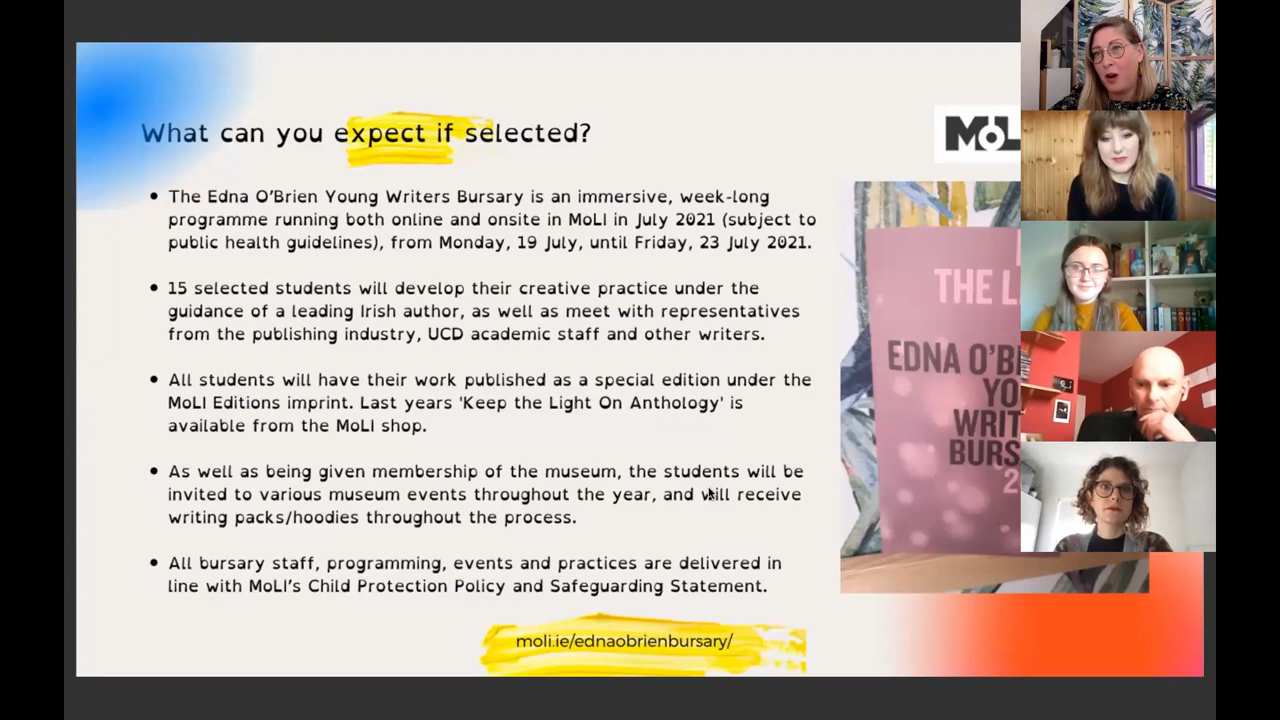 What can you expect if selected?
MoL
• The Edna O’Brien Young Writers Bursary is an immersive, week-long
programme running both online and onsite in MoLI in July 2021 (subject to
public health guidelines), from Monday, 19 July, until Friday, 23 July 2021.
• 15 selected students will develop their creative practice under the
guidance of a leading Irish author, as well as meet with representatives
from the publishing industry, UCD academic staff and other writers.
• All students will have their work published as a special edition under the
MoLI Editions imprint. Last years 'Keep the Light On Anthology' is
available from the MoLI shop.
• As well as being given membership of the museum, the students will be
invited to various museum events throughout the year, and will receive
writing packs/hoodies throughout the process.
• All bursary staff, programming, events and practices are delivered in
line with MoLI’s Child Protection Policy and Safeguarding Statement.
moli.ie/ednaobrienbursary/
THE L
EDNA O'B
YO
WRIT
BURS
2